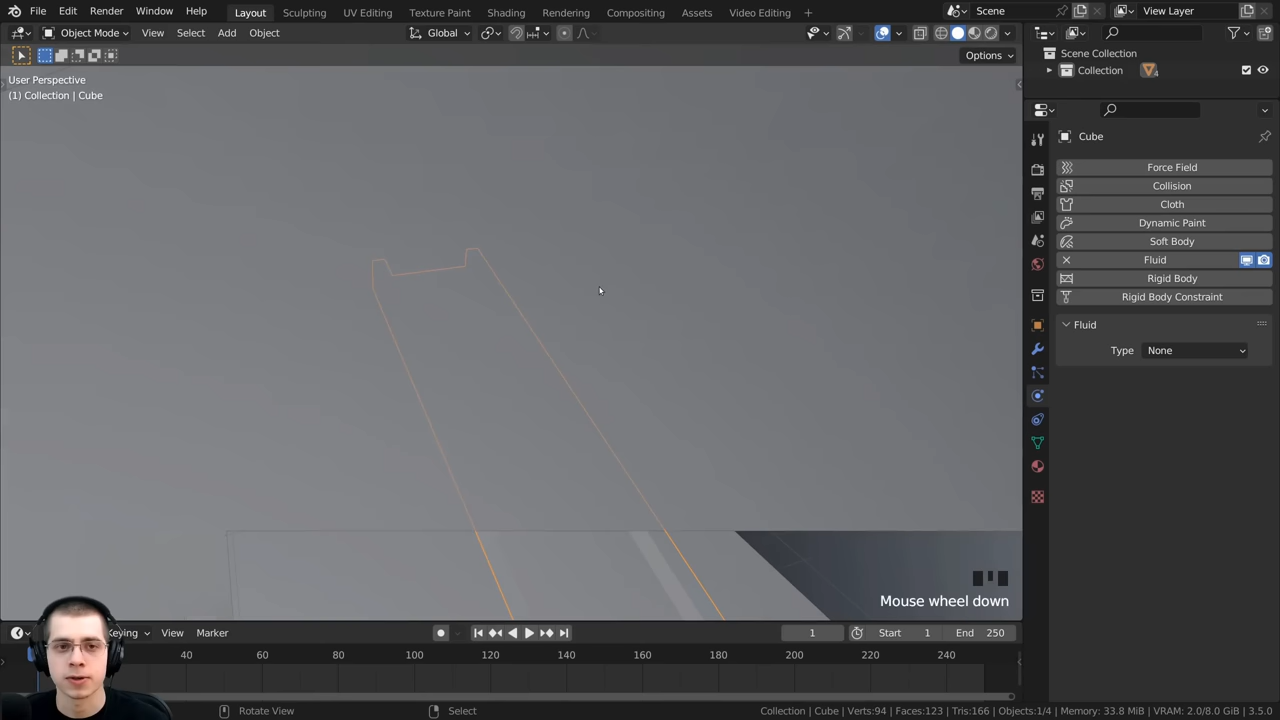 File Edit Render Window Help Layout Sculpting UV Editing Texture Paint Shading Rendering Compositing Assets Video Editing + Scene View Layer
Object Mode View Select Add Object Global
Options
User Perspective
(1) Collection | Cube
Scene Collection
Collection 4
Cube
Force Field
Collision
Cloth
Dynamic Paint
Soft Body
Fluid
Rigid Body
Rigid Body Constraint
Fluid
Type None
Mouse wheel down
Keying View Marker 1 Start 1 End 250
40 60 80 100 120 140 160 180 200 220 240
Rotate View Select Collection | Cube | Verts:94 | Faces:123 | Tris:166 | Objects:1/4 | Memory: 33.8 MiB | VRAM: 2.0/8.0 GiB | 3.5.0